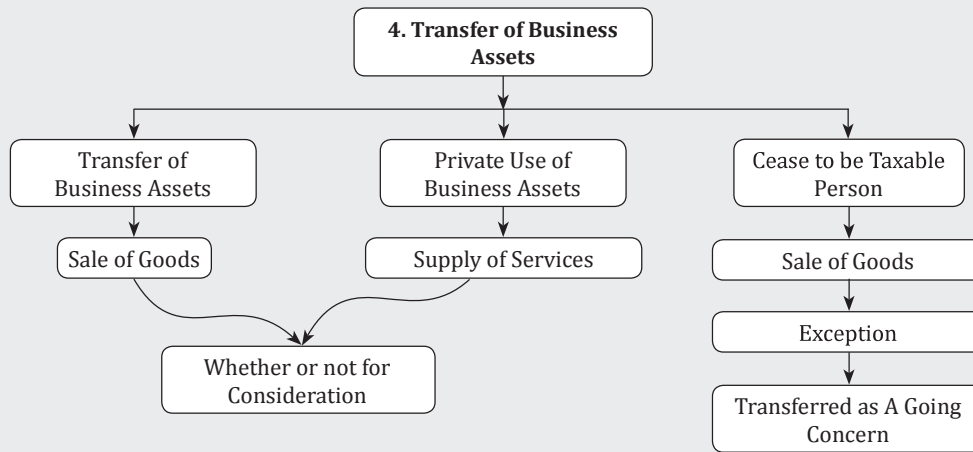 4. Transfer of Business
Assets
Transfer of
Business Assets
Private Use of
Business Assets
Cease to be Taxable
Person
Sale of Goods
Supply of Services
Sale of Goods
Exception
Whether or not for
Consideration
Transferred as A Going
Concern